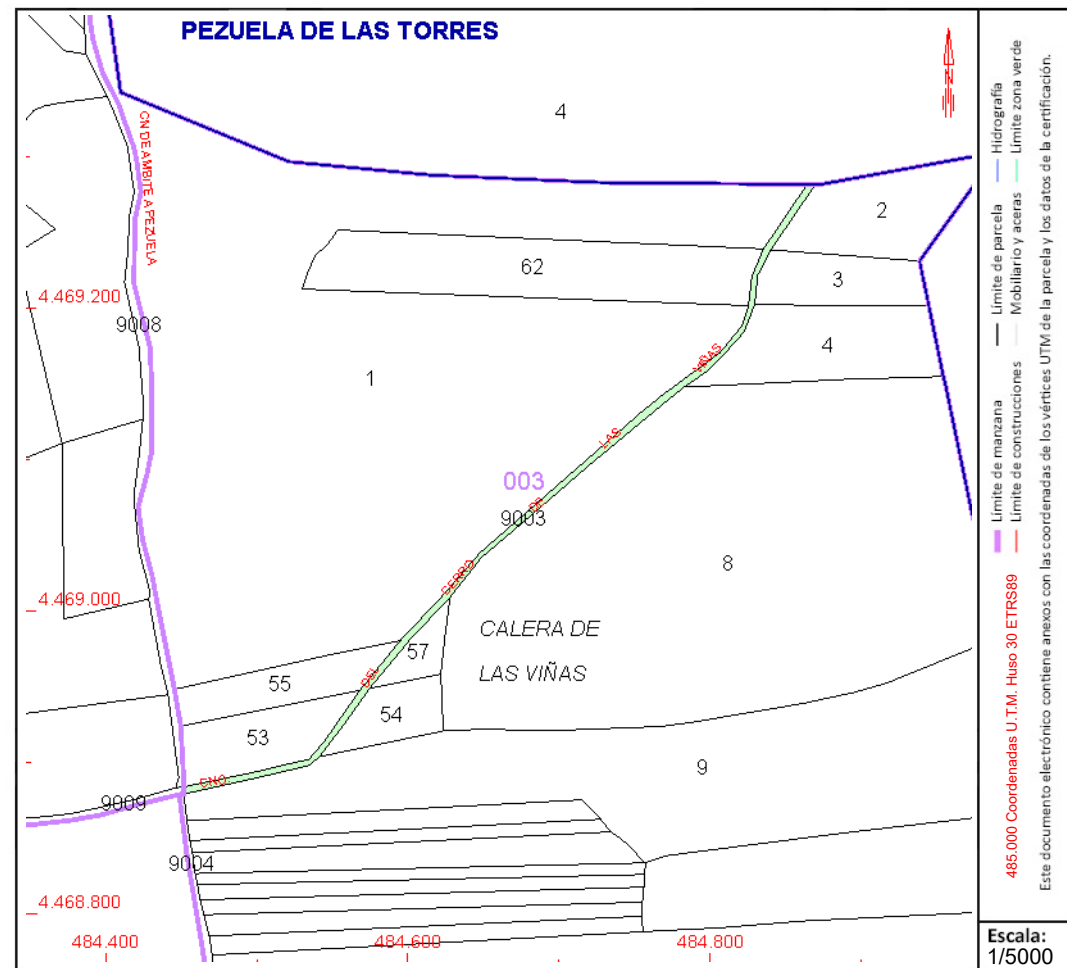 PEZUELA DE LAS TORRES
4
N
CN DE AMBITE A PEZUELA
2
62
3
4.469.200
9008
4
VIÑAS
1
LAS
003
DE
9003
8
CERRO
4.469.000
CALERA DE
LAS VIÑAS
57
55
DEL
54
53
9
CNO
9009
9004
4.468.800
484.400
484.600
484.800
Límite de manzana
Límite de parcela
Hidrografía
485.000 Coordenadas U.T.M. Huso 30 ETRS89
Límite de construcciones
Mobiliario y aceras
Límite zona verde
Este documento electrónico contiene anexos con las coordenadas de los vértices UTM de la parcela y los datos de la certificación.
Escala:
1/5000